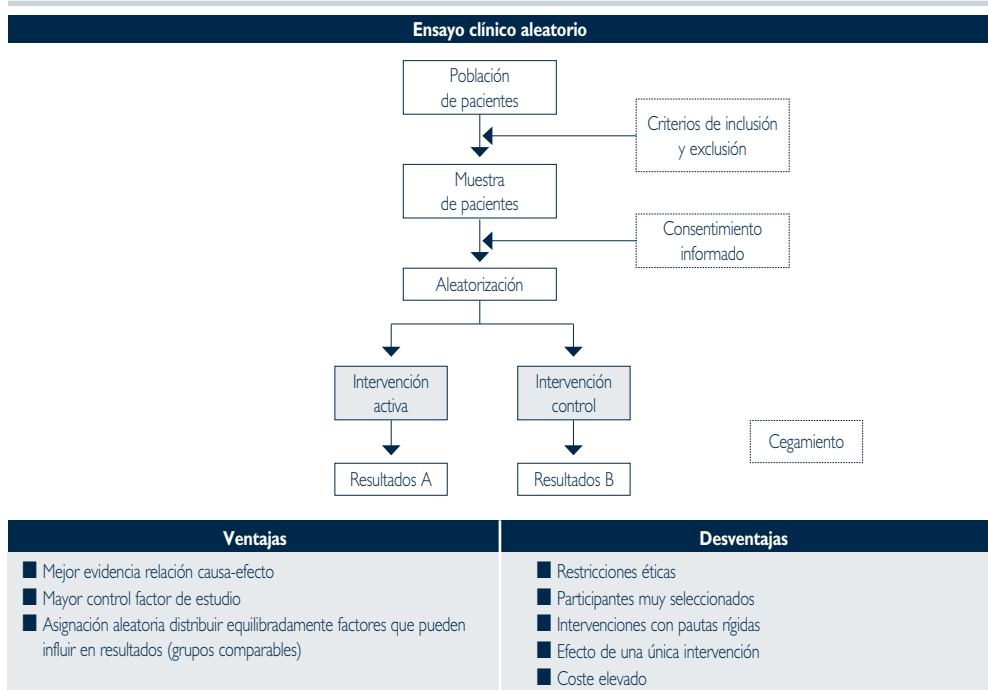 Ensayo clínico aleatorio
Población
de pacientes
Criterios de inclusión
y exclusión
Muestra
de pacientes
Consentimiento
informado
Aleatorización
Intervención
activa
Intervención
control
Cegamiento
Resultados A
Resultados B
Ventajas
■ Mejor evidencia relación causa-efecto
■ Mayor control factor de estudio
■ Asignación aleatoria distribuir equilibradamente factores que pueden
influir en resultados (grupos comparables)
Desventajas
■ Restricciones éticas
■ Participantes muy seleccionados
■ Intervenciones con pautas rígidas
■ Efecto de una única intervención
■ Coste elevado